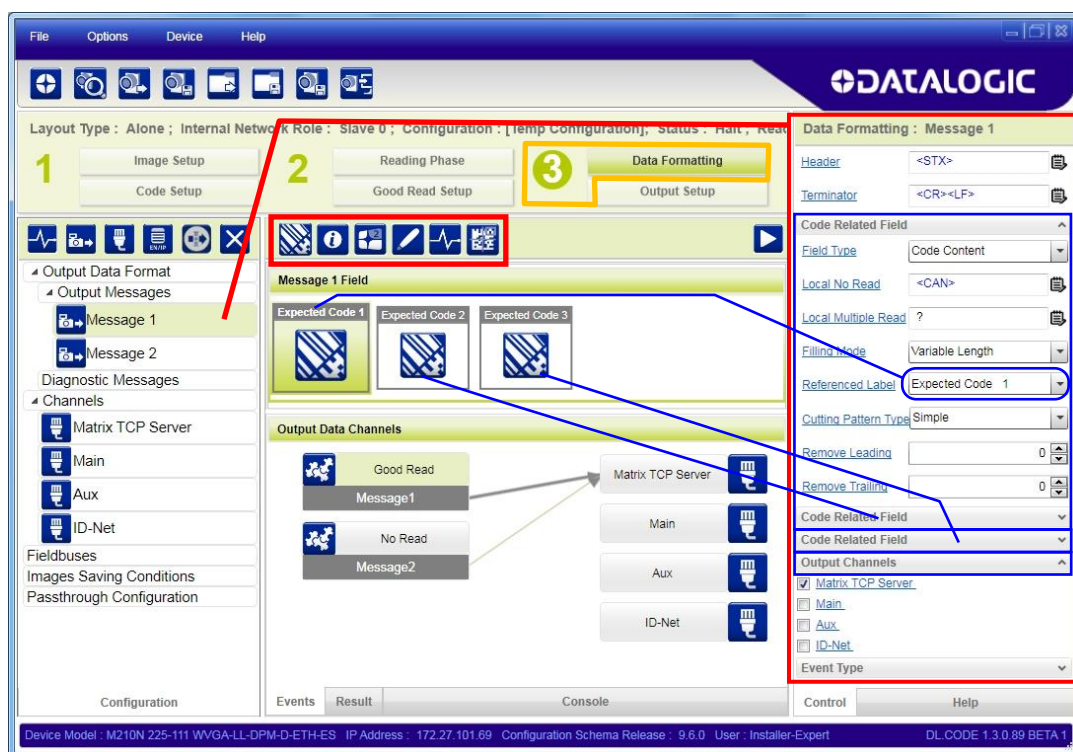 File Options Device Help
DATALOGIC
Layout Type : Alone ; Internal Network Role : Slave 0 ; Configuration : [Temp Configuration], Status : Halt , Read
1
Image Setup
Code Setup
2
Reading Phase
Good Read Setup
3
Data Formatting
Output Setup
EN/IP
Output Data Format
Output Messages
Message 1
Message 2
Diagnostic Messages
Channels
Matrix TCP Server
Main
Aux
ID-Net
Fieldbuses
Images Saving Conditions
Passthrough Configuration
Configuration
Message 1 Field
Expected Code 1 Expected Code 2 Expected Code 3
Output Data Channels
Good Read
Message1
No Read
Message2
Matrix TCP Server
Main
Aux
ID-Net
Events Result Console
Data Formatting : Message 1
Header <STX>
Terminator <CR><LF>
Code Related Field
Field Type Code Content
Local No Read <CAN>
Local Multiple Read ?
Filling Mode Variable Length
Referenced Label Expected Code 1
Cutting Pattern Type Simple
Remove Leading 0
Remove Trailing 0
Code Related Field
Code Related Field
Output Channels
Matrix TCP Server
Main
Aux
ID-Net
Event Type
Control Help
Device Model : M210N 225-111 WVGA-LL-DPM-D-ETH-ES IP Address : 172.27.101.69 Configuration Schema Release : 9.6.0 User : Installer-Expert DL.CODE 1.3.0.89 BETA 1